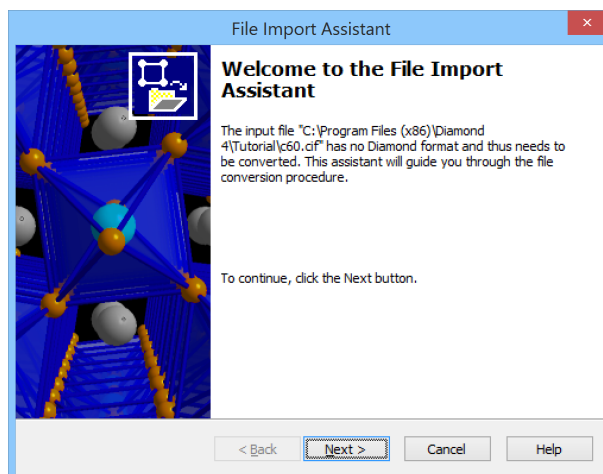 File Import Assistant
×
Welcome to the File Import
Assistant
The input file "C:\Program Files (x86)\Diamond
4\Tutorial\c60.cif" has no Diamond format and thus needs to
be converted. This assistant will guide you through the file
conversion procedure.
To continue, click the Next button.
< Back Next > Cancel Help